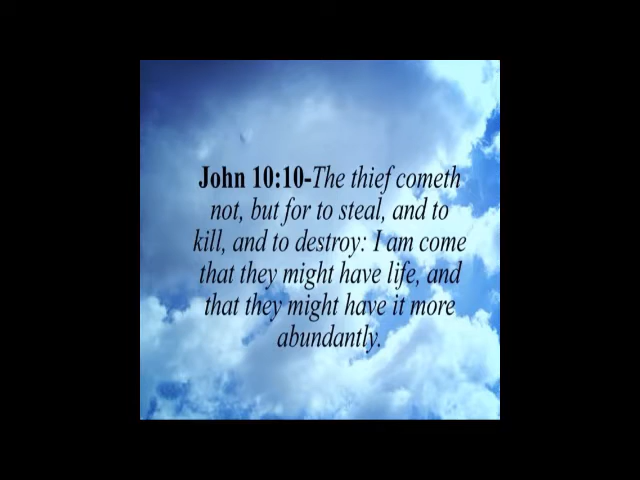 John 10:10-The thief cometh
not, but for to steal, and to
kill, and to destroy: I am come
that they might have life, and
that they might have it more
abundantly.